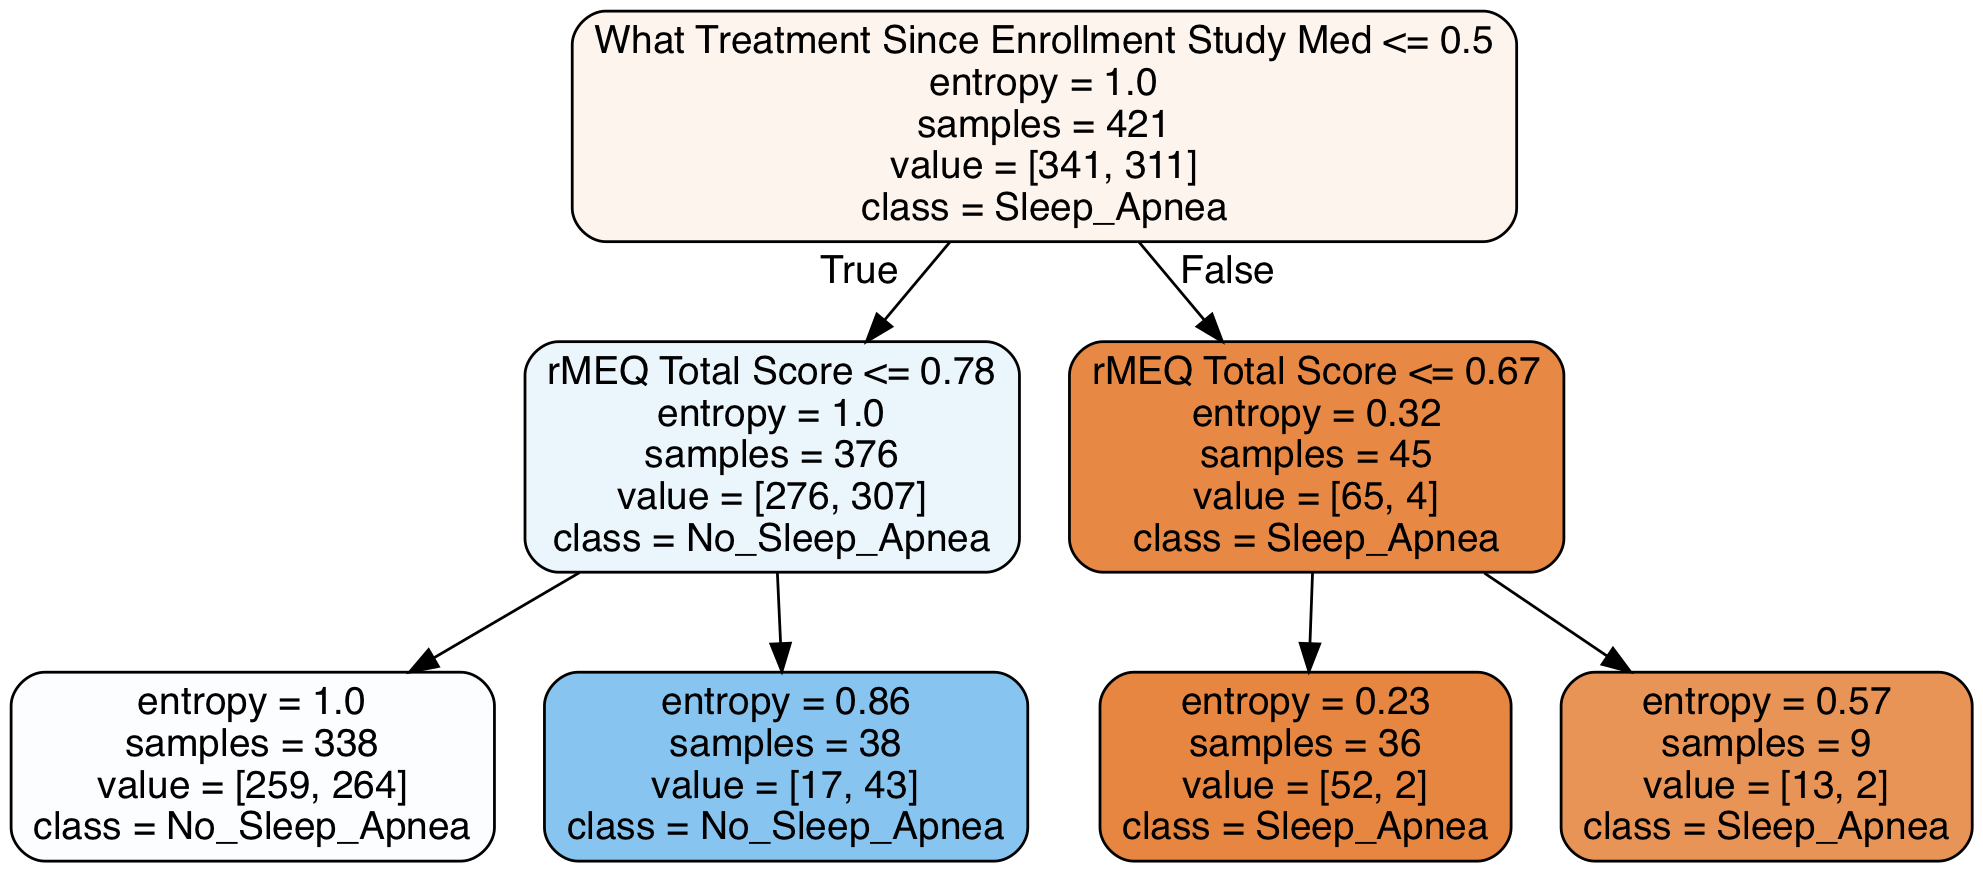 What Treatment Since Enrollment Study Med <= 0.5
entropy = 1.0
samples = 421
value = [341, 311]
class = Sleep_Apnea
True
False
rMEQ Total Score <= 0.78
entropy = 1.0
samples = 376
value = [276, 307]
class = No_Sleep_Apnea
rMEQ Total Score <= 0.67
entropy = 0.32
samples = 45
value = [65, 4]
class = Sleep_Apnea
entropy = 1.0
samples = 338
value = [259, 264]
class = No_Sleep_Apnea
entropy = 0.86
samples = 38
value = [17, 43]
class = No_Sleep_Apnea
entropy = 0.23
samples = 36
value = [52, 2]
class = Sleep_Apnea
entropy = 0.57
samples = 9
value = [13, 2]
class = Sleep_Apnea